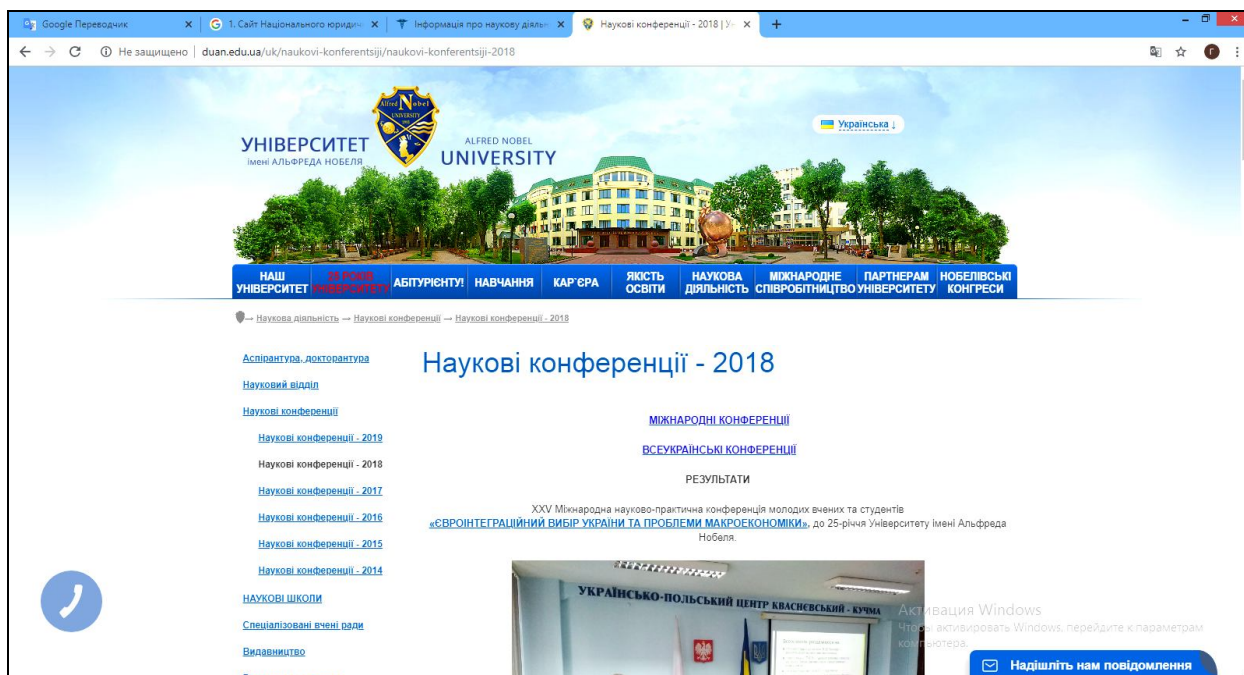 Google Переводчик
1. Сайт Національного юридич
Інформація про наукову діяльн
Наукові конференції - 2018 | У
Не защищено | duan.edu.ua/uk/naukovi-konferentsiji/naukovi-konferentsiji-2018
Г
Alfred Nobel
UNIVERSITY
УНІВЕРСИТЕТ
імені АЛЬФРЕДА НОБЕЛЯ
ALFRED NOBEL
UNIVERSITY
Українська ↓
НАШ УНІВЕРСИТЕТ
25 РОКІВ УНІВЕРСИТЕТУ
АБІТУРІЄНТУ!
НАВЧАННЯ
КАР`ЄРА
ЯКІСТЬ ОСВІТИ
НАУКОВА ДІЯЛЬНІСТЬ
МІЖНАРОДНЕ СПІВРОБІТНИЦТВО
ПАРТНЕРАМ УНІВЕРСИТЕТУ
НОБЕЛІВСЬКІ КОНГРЕСИ
→ Наукова діяльність → Наукові конференції → Наукові конференції - 2018
Аспірантура, докторантура
Науковий відділ
Наукові конференції
Наукові конференції - 2019
Наукові конференції - 2018
Наукові конференції - 2017
Наукові конференції - 2016
Наукові конференції - 2015
Наукові конференції - 2014
НАУКОВІ ШКОЛИ
Спеціалізовані вчені ради
Видавництво
Наукові конференції - 2018
МІЖНАРОДНІ КОНФЕРЕНЦІЇ
ВСЕУКРАЇНСЬКІ КОНФЕРЕНЦІЇ
РЕЗУЛЬТАТИ
XXV Міжнародна науково-практична конференція молодих вчених та студентів
«ЄВРОІНТЕГРАЦІЙНИЙ ВИБІР УКРАЇНИ ТА ПРОБЛЕМИ МАКРОЕКОНОМІКИ», до 25-річчя Університету імені Альфреда
Нобеля.
УКРАЇНСЬКО-ПОЛЬСЬКИЙ ЦЕНТР КВАСНЄВСЬКИЙ - КУЧМА
Активация Windows
Чтобы активировать Windows, перейдите к параметрам
компьютера.
Надішліть нам повідомлення